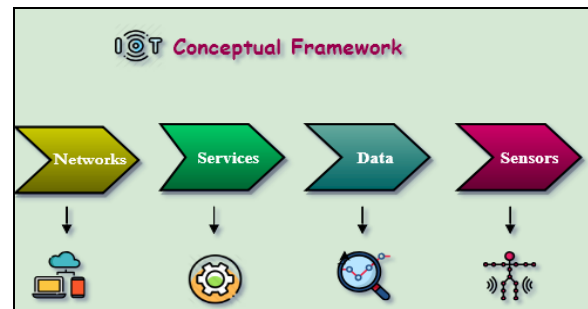 IOT Conceptual Framework
Networks
Services
Data
Sensors